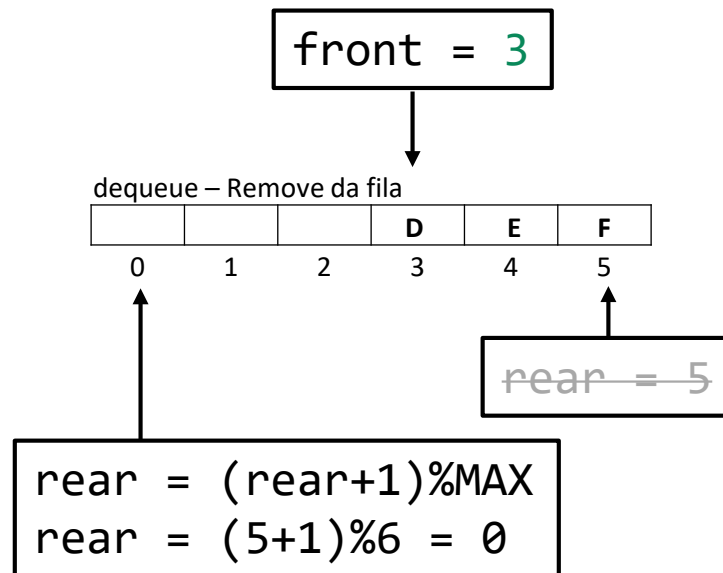 front = 3
dequeue – Remove da fila
D E F
0 1 2 3 4 5
rear = 5
rear = (rear+1)%MAX
rear = (5+1)%6 = 0